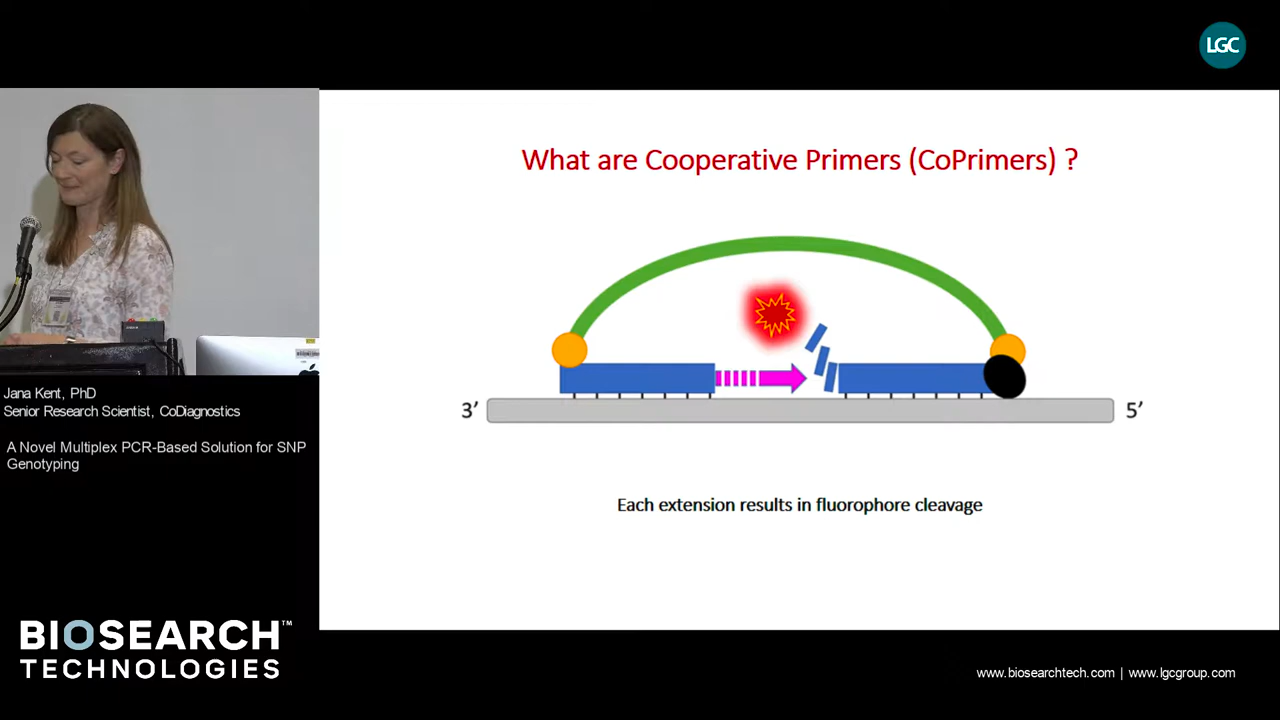 LGC
What are Cooperative Primers (CoPrimers) ?
3’
5’
Each extension results in fluorophore cleavage
Jana Kent, PhD
Senior Research Scientist, CoDiagnostics
A Novel Multiplex PCR-Based Solution for SNP
Genotyping
BIOSEARCH™
TECHNOLOGIES
www.biosearchtech.com | www.lgcgroup.com